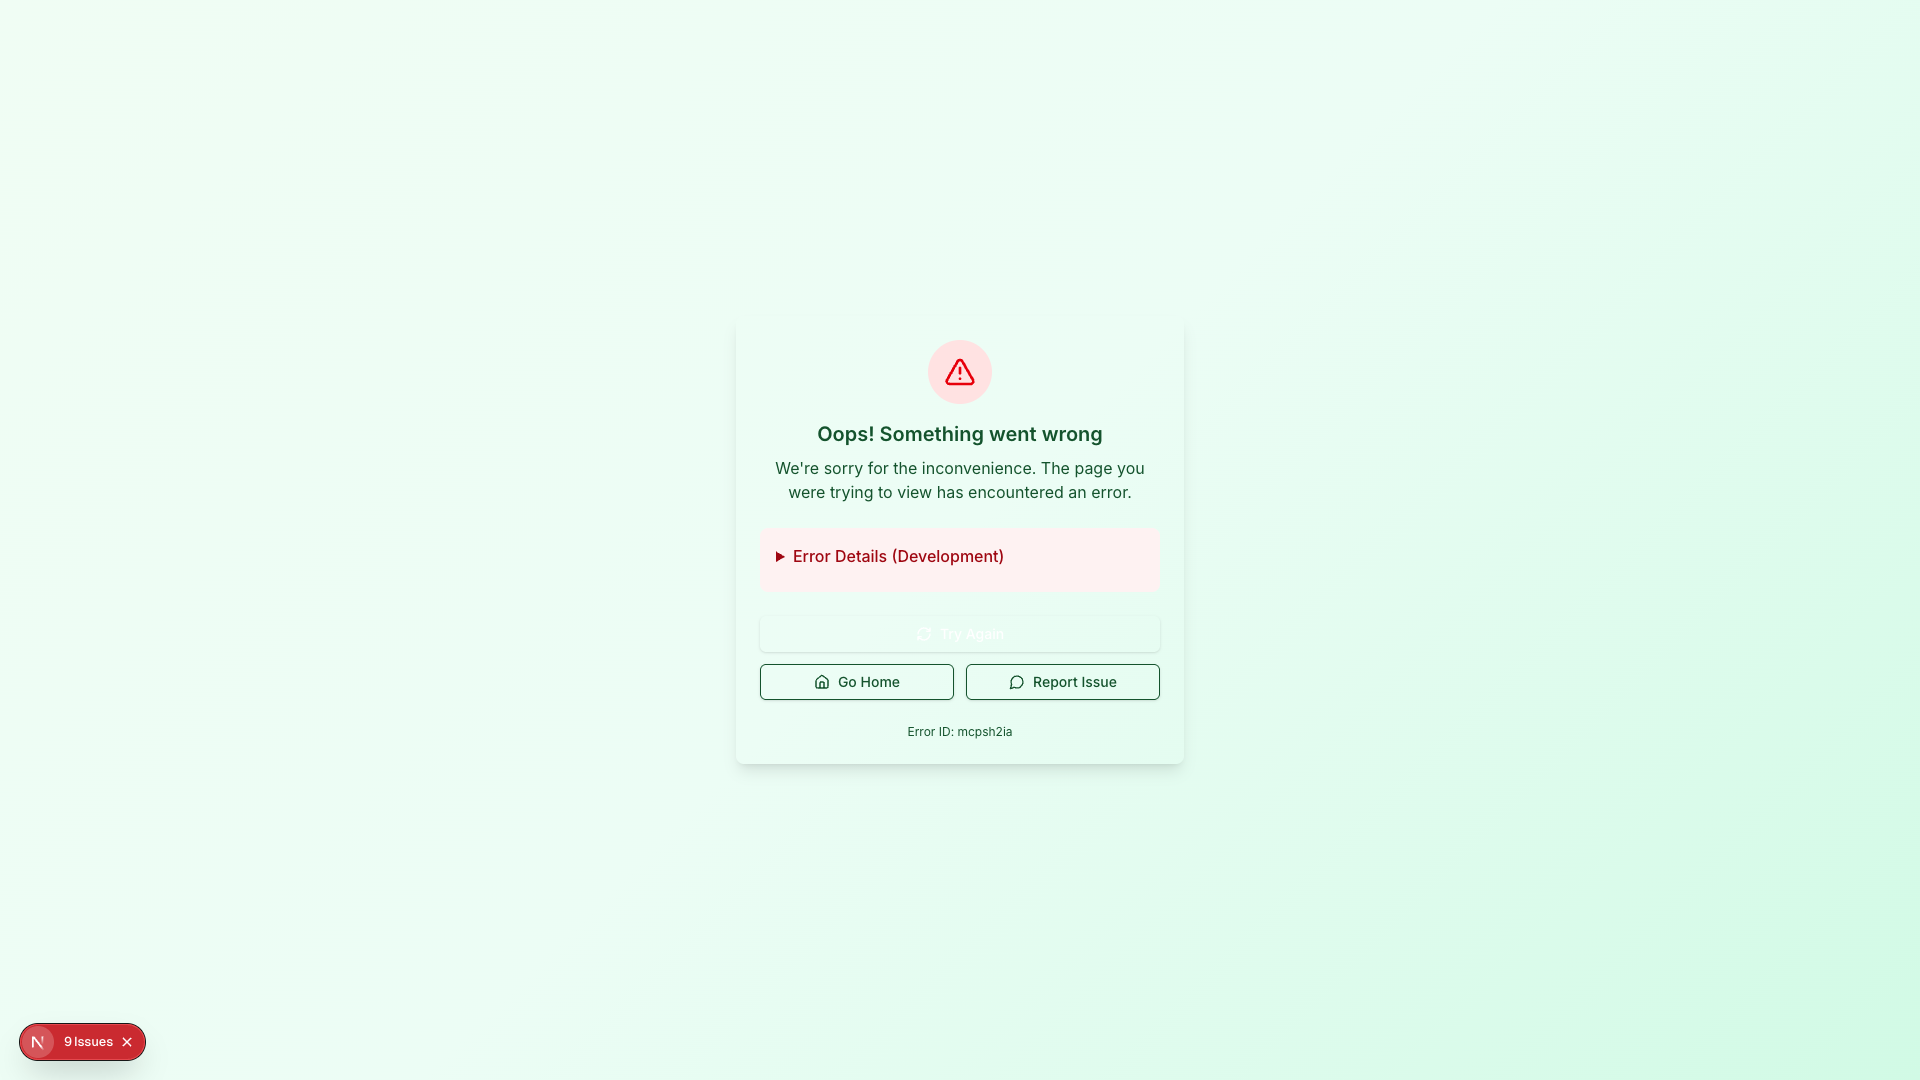 Oops! Something went wrong
We're sorry for the inconvenience. The page you
were trying to view has encountered an error.
Error Details (Development)
Try Again
Go Home
Report Issue
Error ID: mcpsh2ia
9 Issues